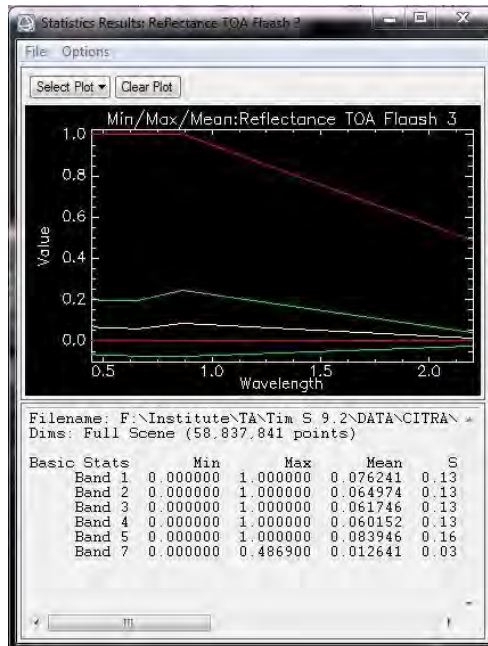 Statistics Results: Reflectance TOA Flaash 3
File Options
Select Plot Clear Plot
Min/Max/Mean:Reflectance TOA Flaash 3
1.0
0.8
0.6
0.4
0.2
0.0
Value
0.5 1.0 1.5 2.0
Wavelength
Filename: F:\Institute\TA\Tim S 9.2\DATA\CITRA\
Dims: Full Scene (58,837,841 points)
Basic Stats Min Max Mean S
Band 1 0.000000 1.000000 0.076241 0.13
Band 2 0.000000 1.000000 0.064974 0.13
Band 3 0.000000 1.000000 0.061746 0.13
Band 4 0.000000 1.000000 0.060152 0.13
Band 5 0.000000 1.000000 0.083946 0.16
Band 7 0.000000 0.486900 0.012641 0.03